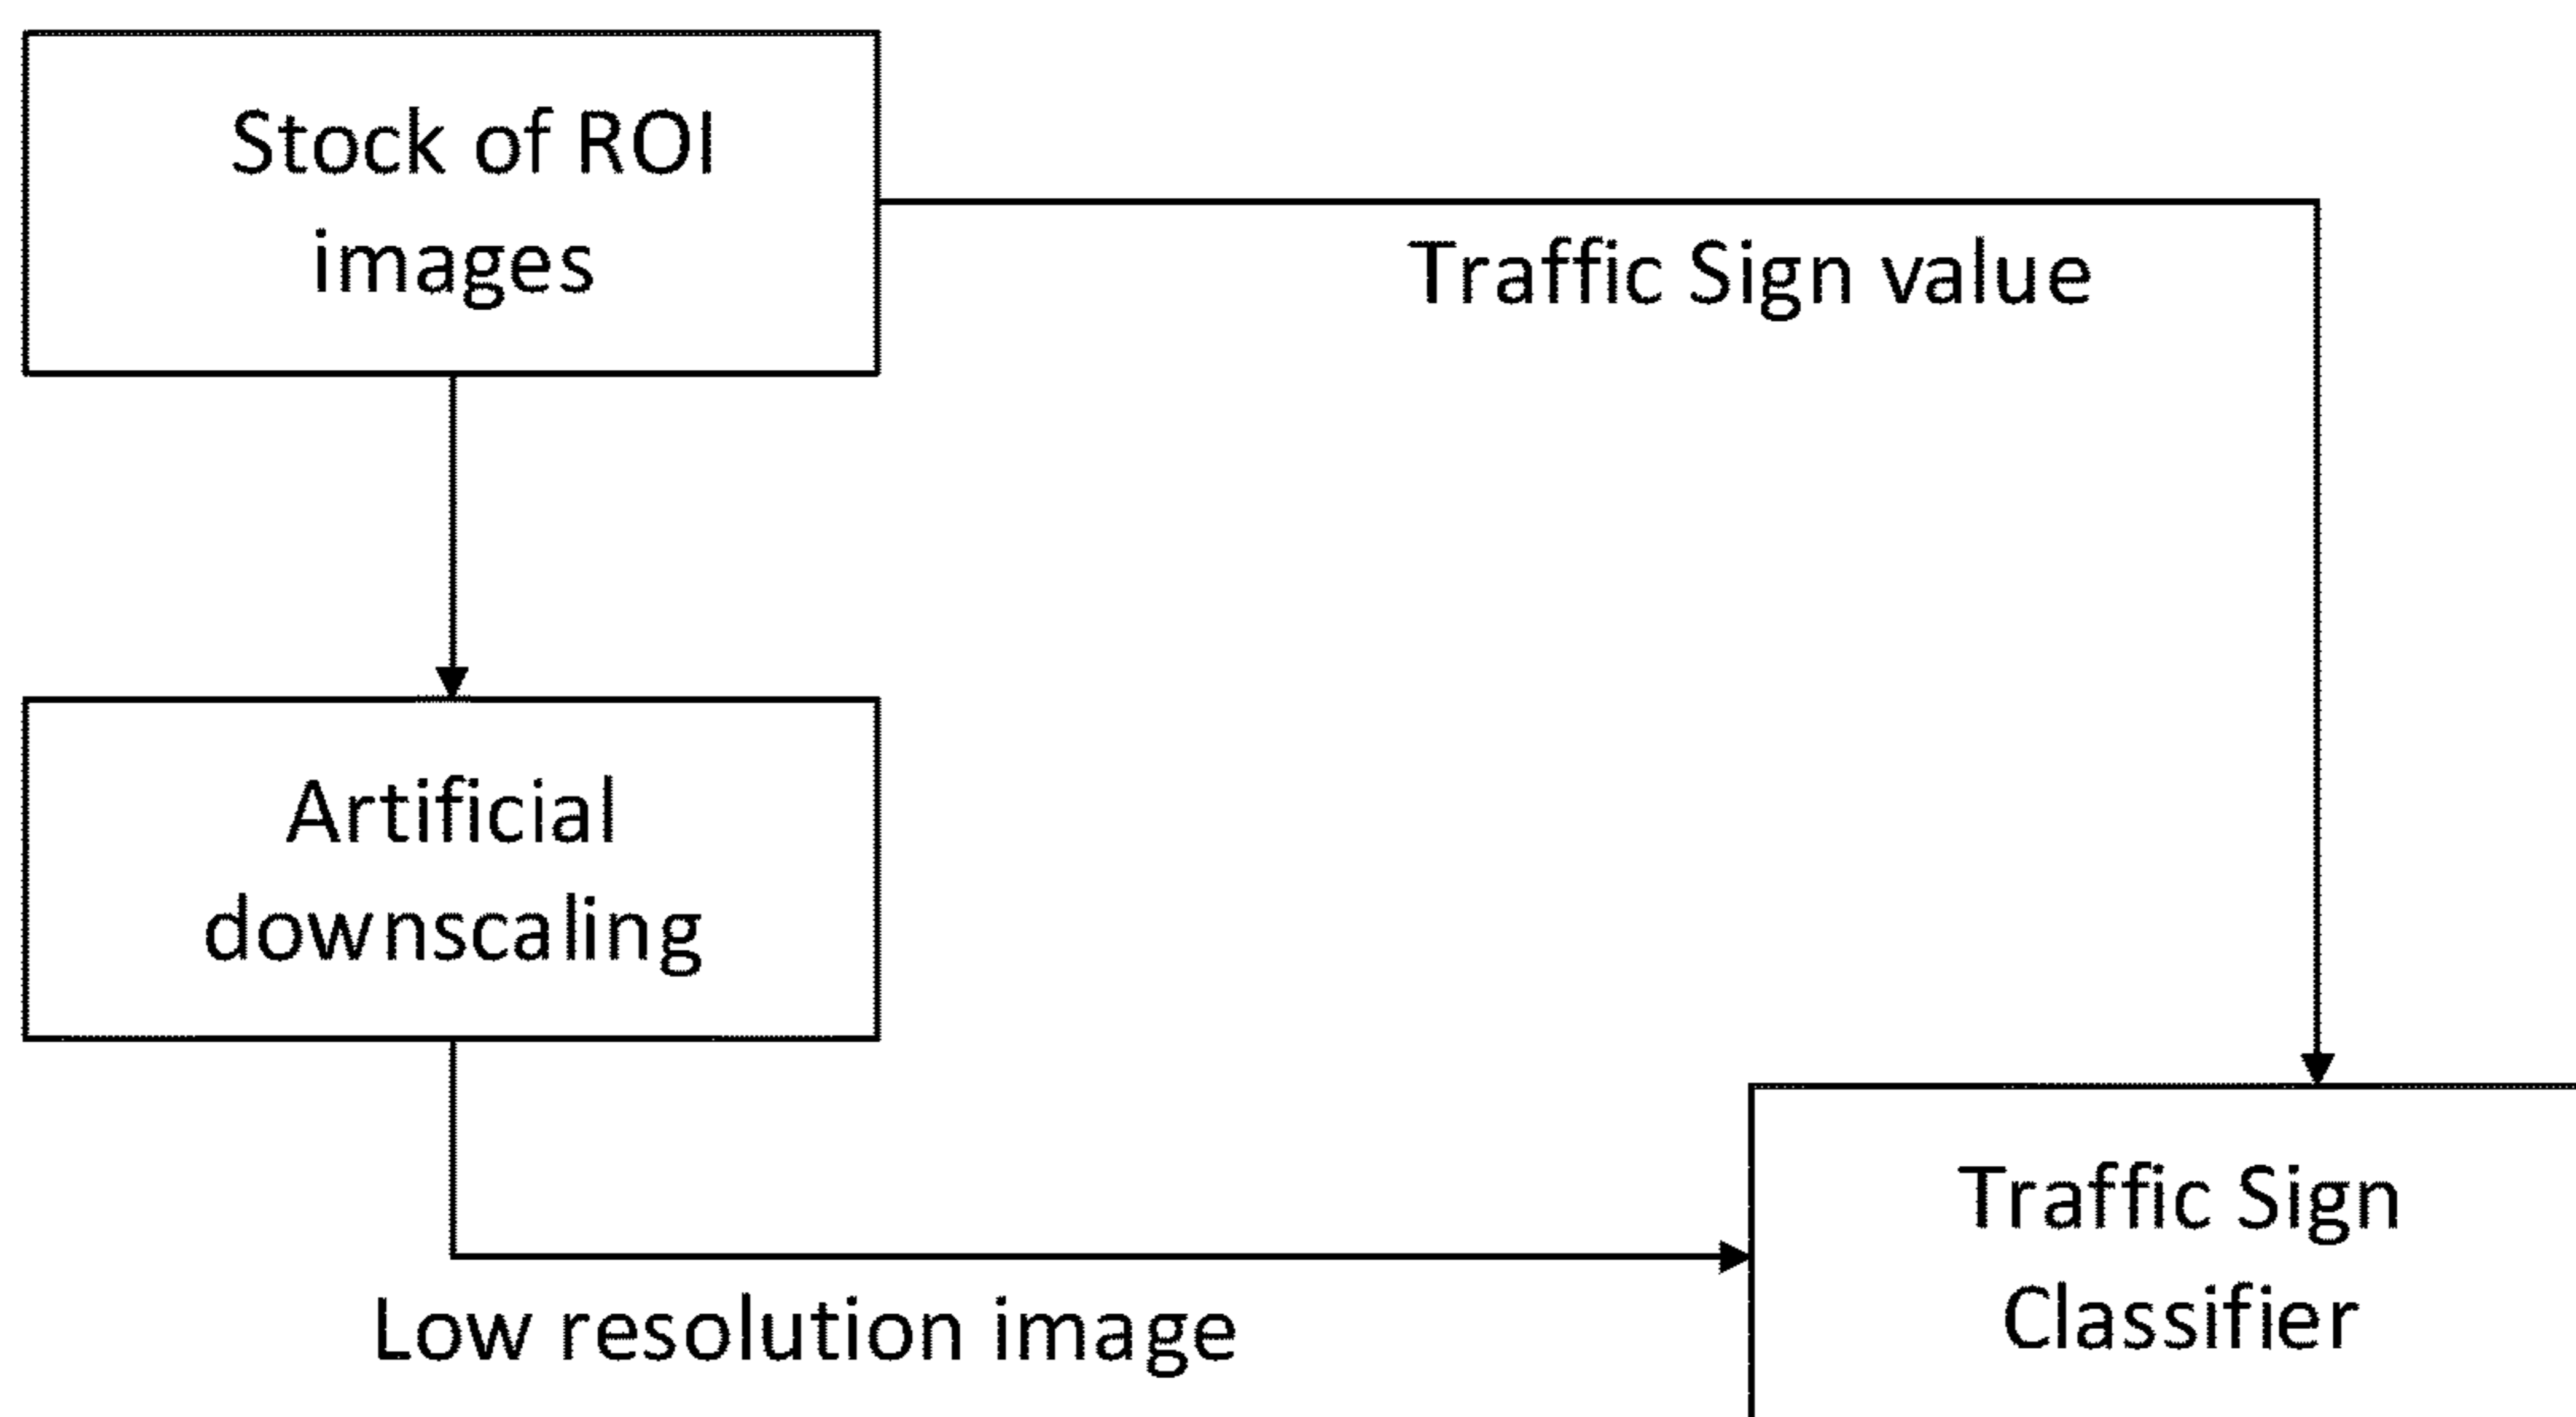 Stock of ROI
images
Traffic Sign value
Artificial
downscaling
Traffic Sign
Classifier
Low resolution image